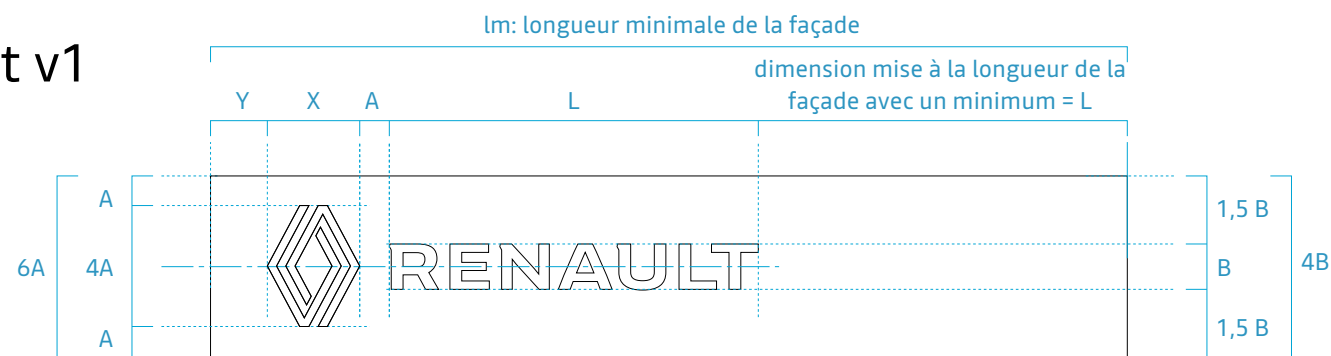 lm: longueur minimale de la façade
t v1
dimension mise à la longueur de la
façade avec un minimum = L
Y X A L
A
1,5 B
RENAULT
6A 4A
B 4B
A
1,5 B